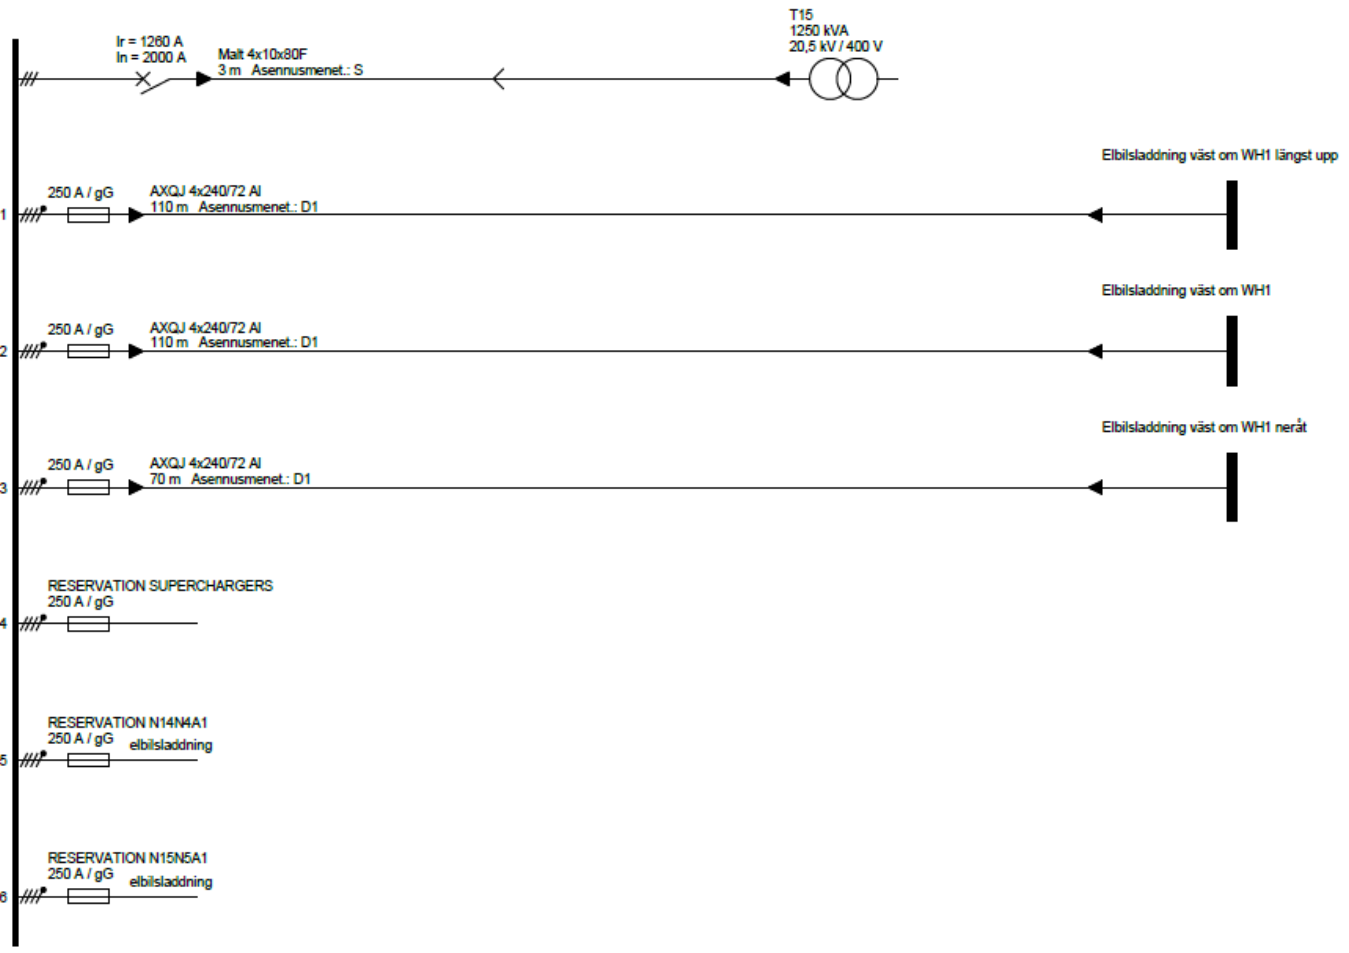 T15
1250 kVA
20,5 kV / 400 V
Ir = 1260 A
In = 2000 A
Malt 4x10x80F
3 m Asennusmenet.: S
Elbilsladdning väst om WH1 längst upp
1
250 A / gG
AXQJ 4x240/72 Al
110 m Asennusmenet.: D1
Elbilsladdning väst om WH1
2
250 A / gG
AXQJ 4x240/72 Al
110 m Asennusmenet.: D1
Elbilsladdning väst om WH1 neråt
3
250 A / gG
AXQJ 4x240/72 Al
70 m Asennusmenet.: D1
RESERVATION SUPERCHARGERS
250 A / gG
4
RESERVATION N14N4A1
250 A / gG elbilsladdning
5
RESERVATION N15N5A1
250 A / gG elbilsladdning
6